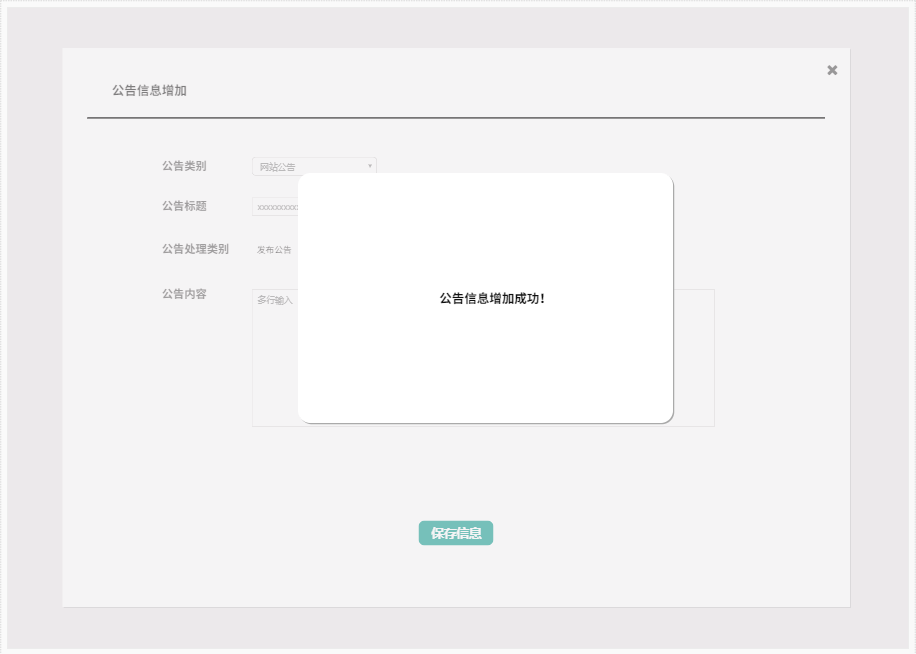 公告信息增加
公告类别
网站公告
公告标题
xxxxxxxxxx
公告处理类别
发布公告
公告内容
多行输入
公告信息增加成功！
保存信息